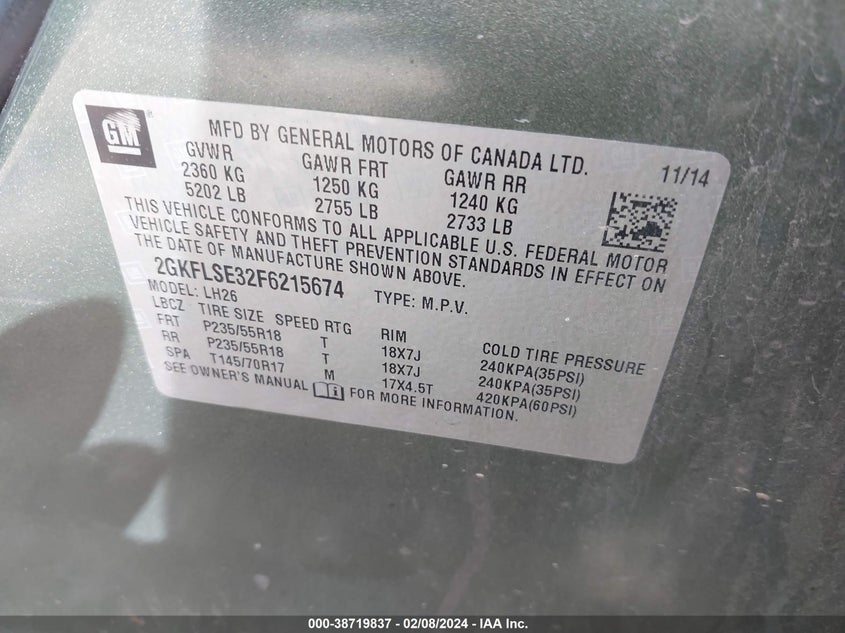 GM
MFD BY GENERAL MOTORS OF CANADA LTD. 11/14
GVWR GAWR FRT GAWR RR
2360 KG 1250 KG 1240 KG
5202 LB 2755 LB 2733 LB
THIS VEHICLE CONFORMS TO ALL APPLICABLE U.S. FEDERAL MOTOR
VEHICLE SAFETY AND THEFT PREVENTION STANDARDS IN EFFECT ON
THE DATE OF MANUFACTURE SHOWN ABOVE.
2GKFLSE32F6215674 TYPE: M.P.V.
MODEL: LH26
LBCZ TIRE SIZE SPEED RTG RIM COLD TIRE PRESSURE
FRT P235/55R18 T 18X7J 240KPA(35PSI)
RR P235/55R18 T 18X7J 240KPA(35PSI)
SPA T145/70R17 M 17X4.5T 420KPA(60PSI)
SEE OWNER'S MANUAL FOR MORE INFORMATION.
000-38719837 - 02/08/2024 - IAA Inc.